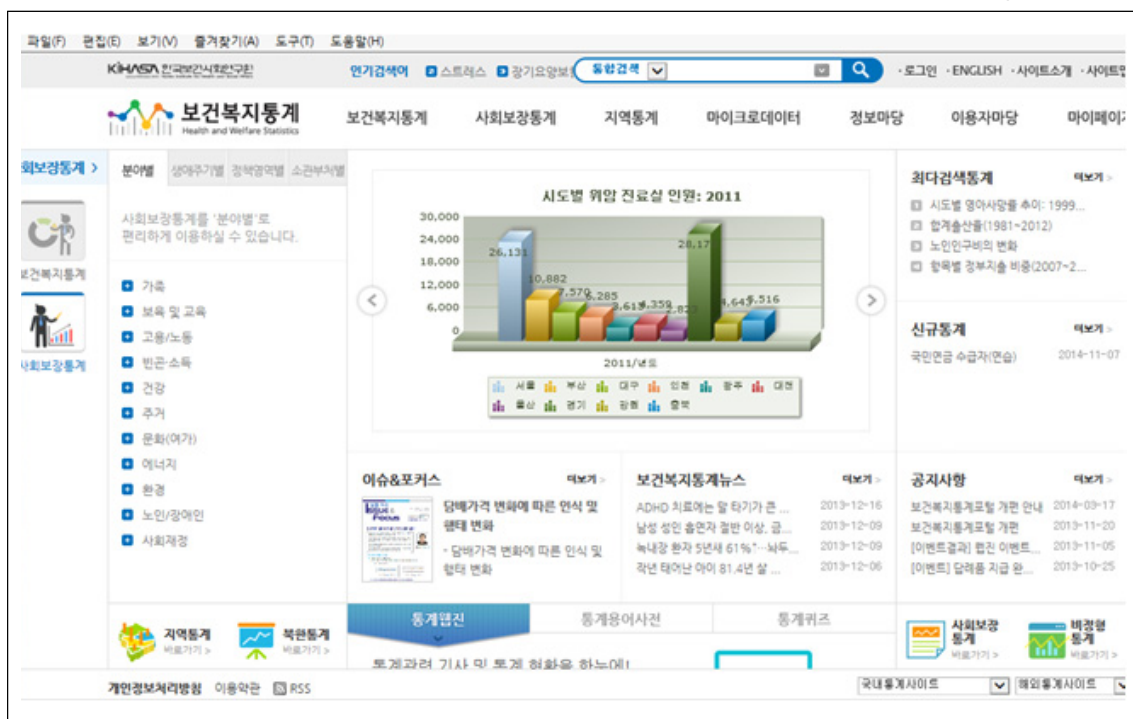 파일(F) 편집(E) 보기(V) 즐겨찾기(A) 도구(T) 도움말(H)
KIHASA 한국보건사회연구원
인기검색어 스트레스 장기요양보
통합검색
·로그인 ·ENGLISH ·사이트소개 ·사이트맵
보건복지통계
Health and Welfare Statistics
보건복지통계 사회보장통계 지역통계 마이크로데이터 정보마당 이용자마당 마이페이지
회보장통계 >
보건복지통계
사회보장통계
분야별 생애주기별 정책영역별 소관부처별
사회보장통계를 '분야별'로
편리하게 이용하실 수 있습니다.
가족
보육 및 교육
고용/노동
빈곤·소득
건강
주거
문화(여가)
에너지
환경
노인/장애인
사회재정
시도별 위암 진료실 인원: 2011
30,000
24,000
18,000
12,000
6,000
0
26,131
10,882
7,570
6,285
3,613
4,359
2,823
28,17
4,645
8,516
2011/년도
서울 부산 대구 인천 광주 대전
울산 경기 강원 충북
최다검색통계 더보기 >
시도별 영아사망률 추이: 1999...
합계출산율(1981~2012)
노인인구비의 변화
항목별 정부지출 비중(2007~2...
신규통계 더보기 >
국민연금 수급자(연습) 2014-11-07
이슈&포커스 더보기 >
Issue &
Focus
담배가격 변화에 따른 인식 및
행태 변화
- 담배가격 변화에 따른 인식 및
행태 변화
보건복지통계뉴스 더보기 >
ADHD 치료에는 말 타기가 큰 ... 2013-12-16
남성 성인 흡연자 절반 이상, 금... 2013-12-09
녹내장 환자 5년새 61%↑…뇌두... 2013-12-09
작년 태어난 아이 81.4년 살 ... 2013-12-06
공지사항 더보기 >
보건복지통계포털 개편 안내 2014-03-17
보건복지통계포털 개편 2013-11-20
[이벤트결과] 웹진 이벤트... 2013-11-05
[이벤트] 답례품 지급 완... 2013-10-25
지역통계
바로가기 >
북한통계
바로가기 >
통계웹진 통계용어사전 통계퀴즈
통계관련 기사 및 통계 현황을 한눈에!
사회보장
통계
바로가기 >
비정형
통계
바로가기 >
개인정보처리방침 이용약관 RSS
국내통계사이트 해외통계사이트